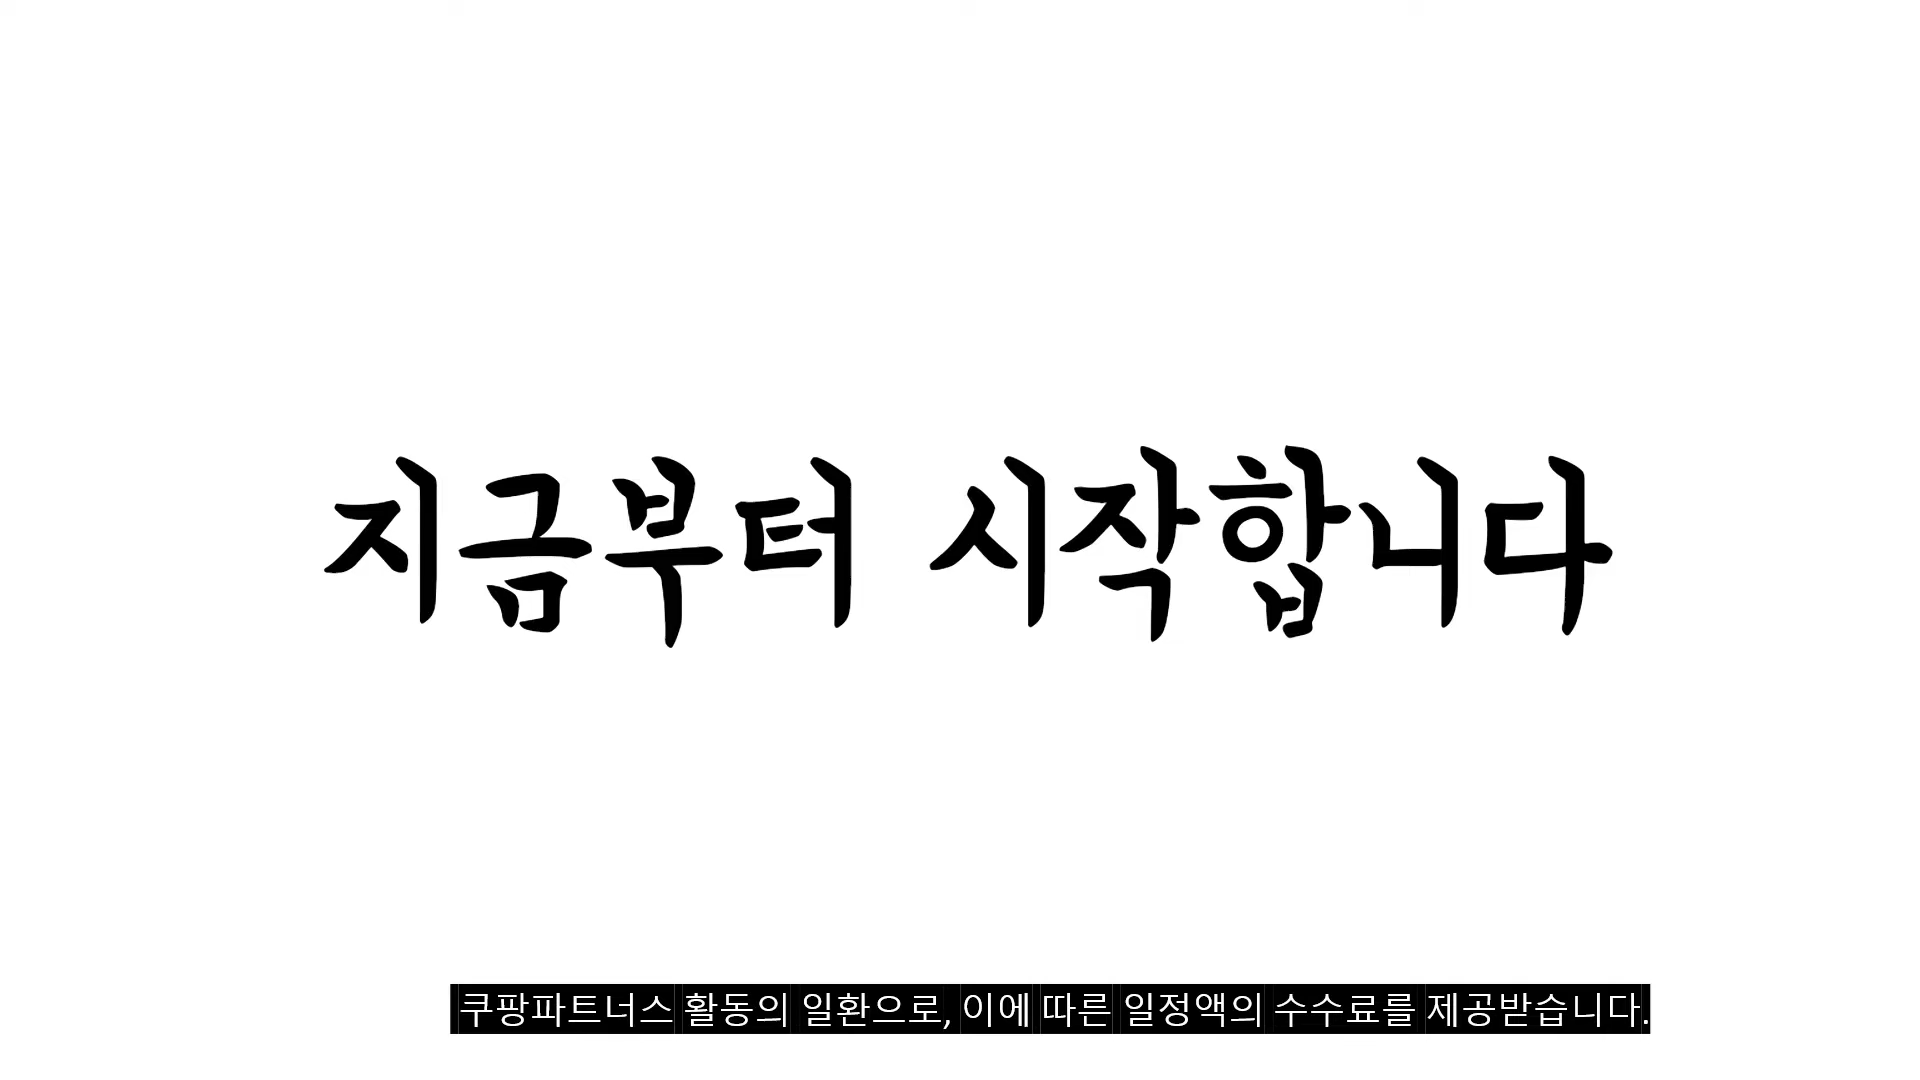 지금부터 시작합니다
쿠팡파트너스 활동의 일환으로, 이에 따른 일정액의 수수료를 제공받습니다.